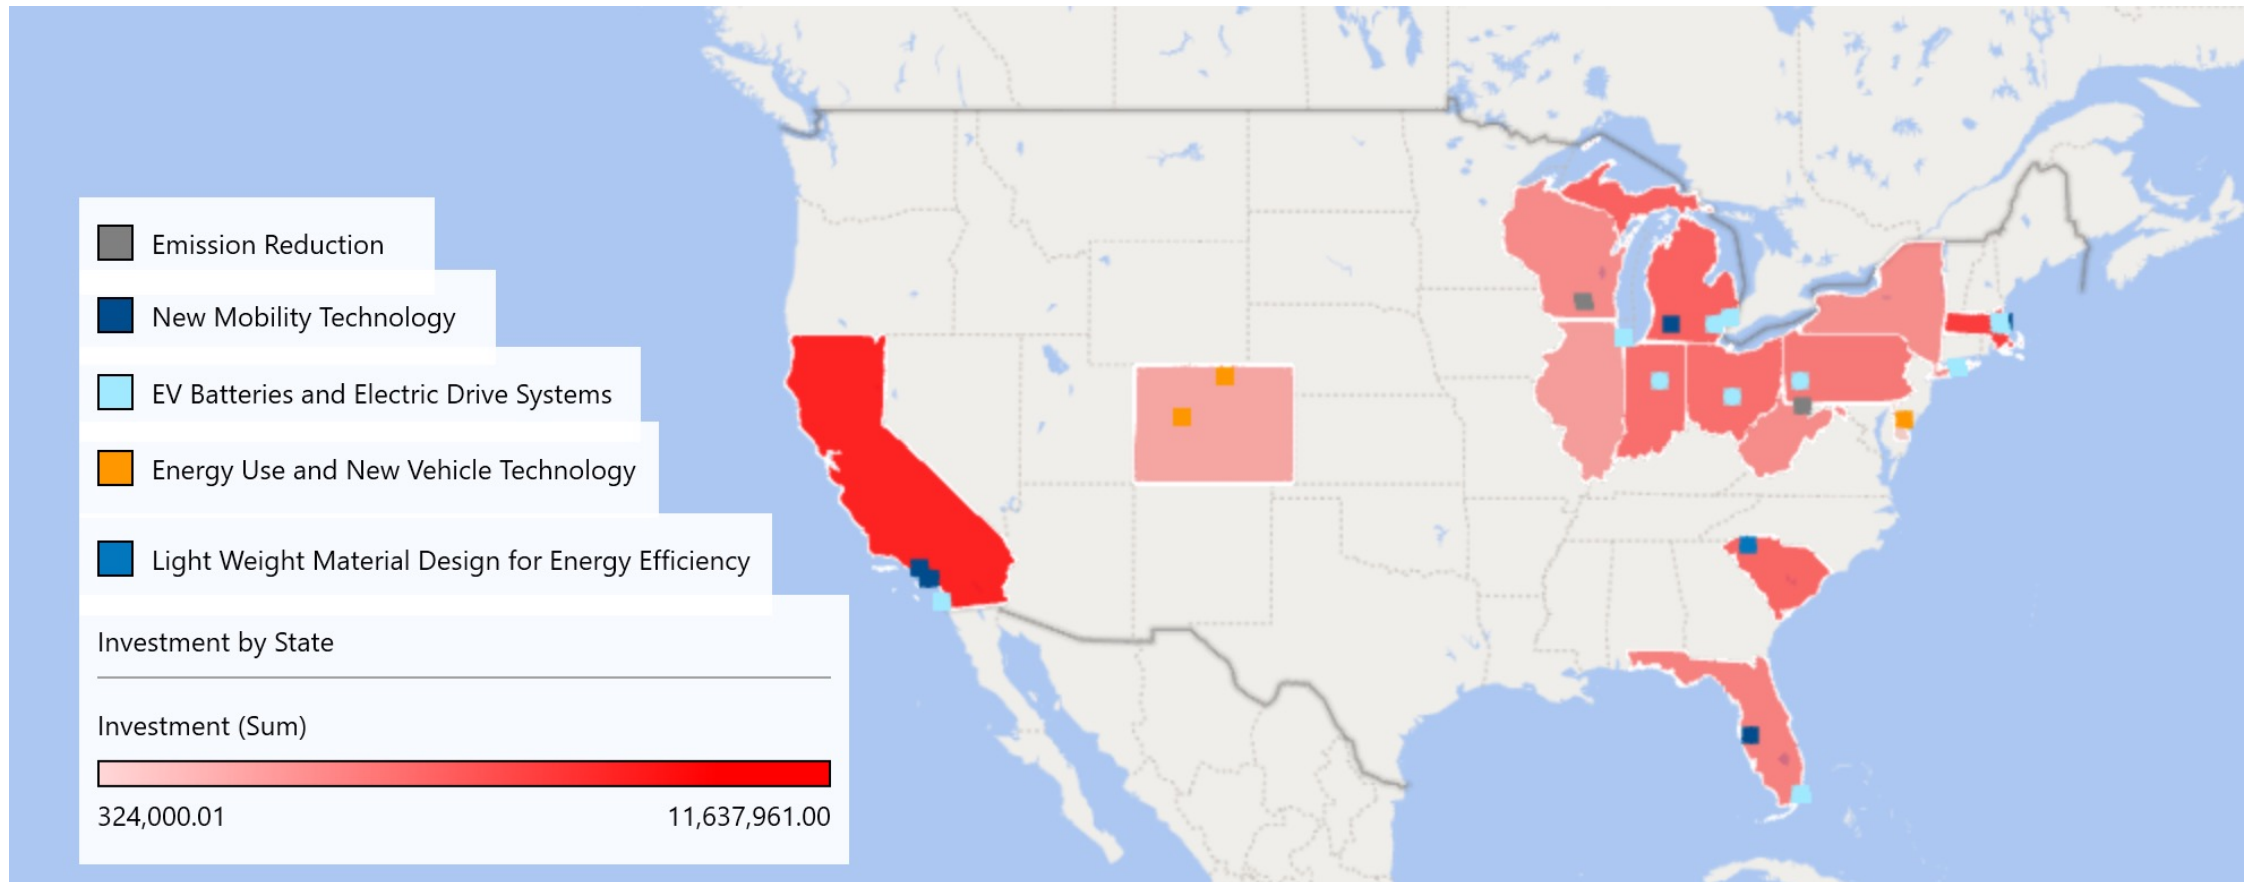 Emission Reduction
New Mobility Technology
EV Batteries and Electric Drive Systems
Energy Use and New Vehicle Technology
Light Weight Material Design for Energy Efficiency
Investment by State
Investment (Sum)
324,000.01 11,637,961.00